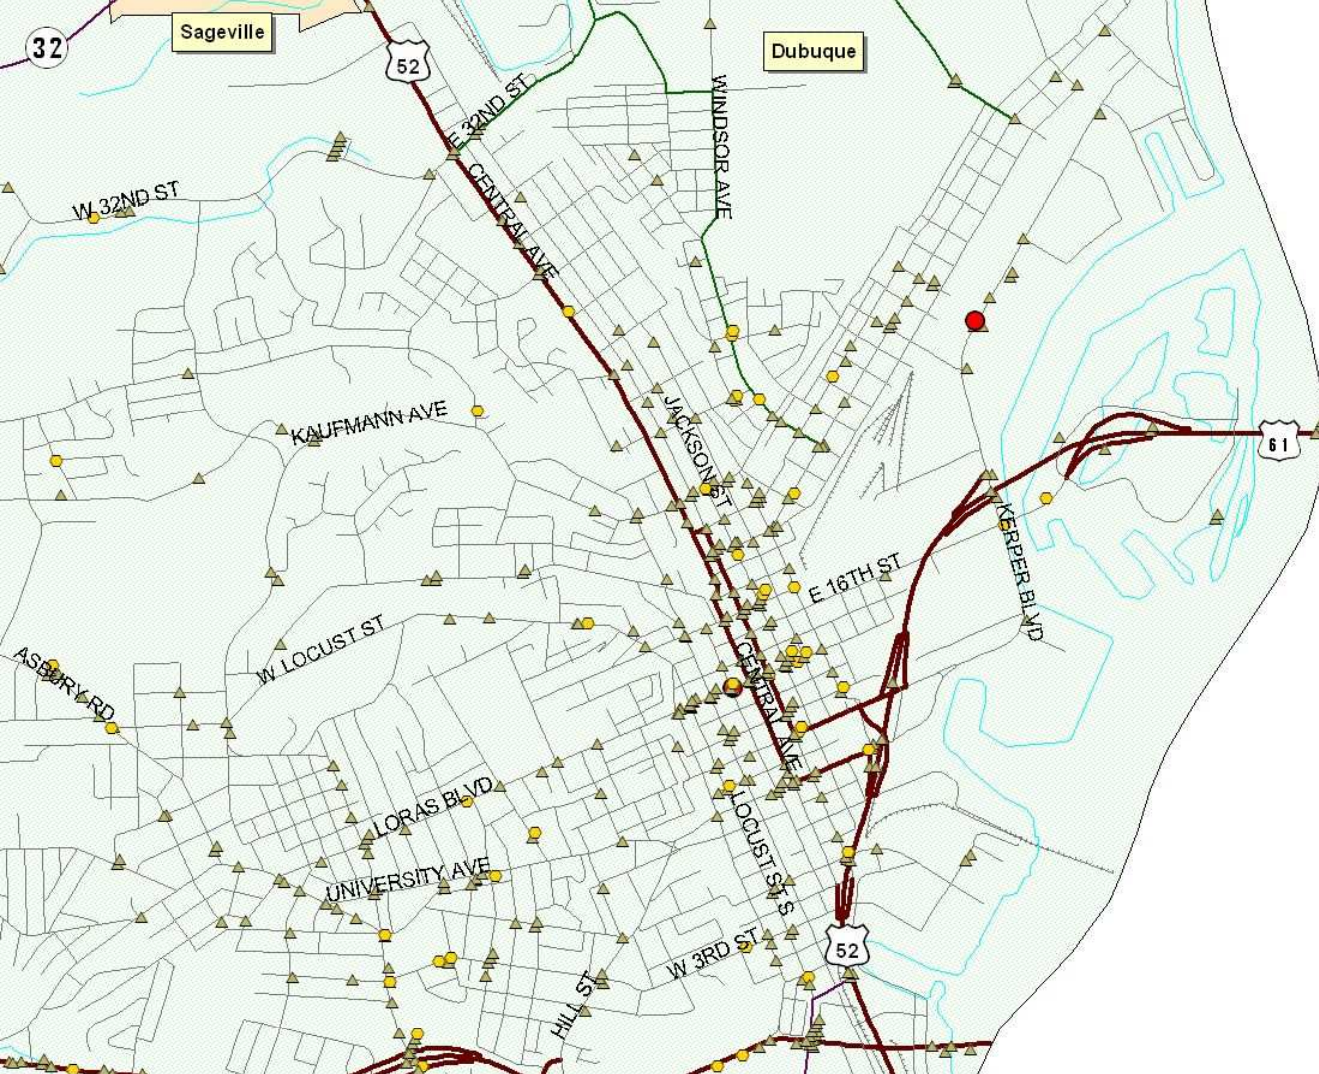 Sageville
32
52
Dubuque
E 32ND ST
WINDSOR AVE
W 32ND ST
CENTRAL AVE
KAUFMANN AVE
JACKSON ST
61
KERPER BLVD
E 16TH ST
W LOCUST ST
ASBURY RD
CENTRAL AVE
LORAS BLVD
LOCUST ST S
UNIVERSITY AVE
W 3RD ST
52
HILL ST